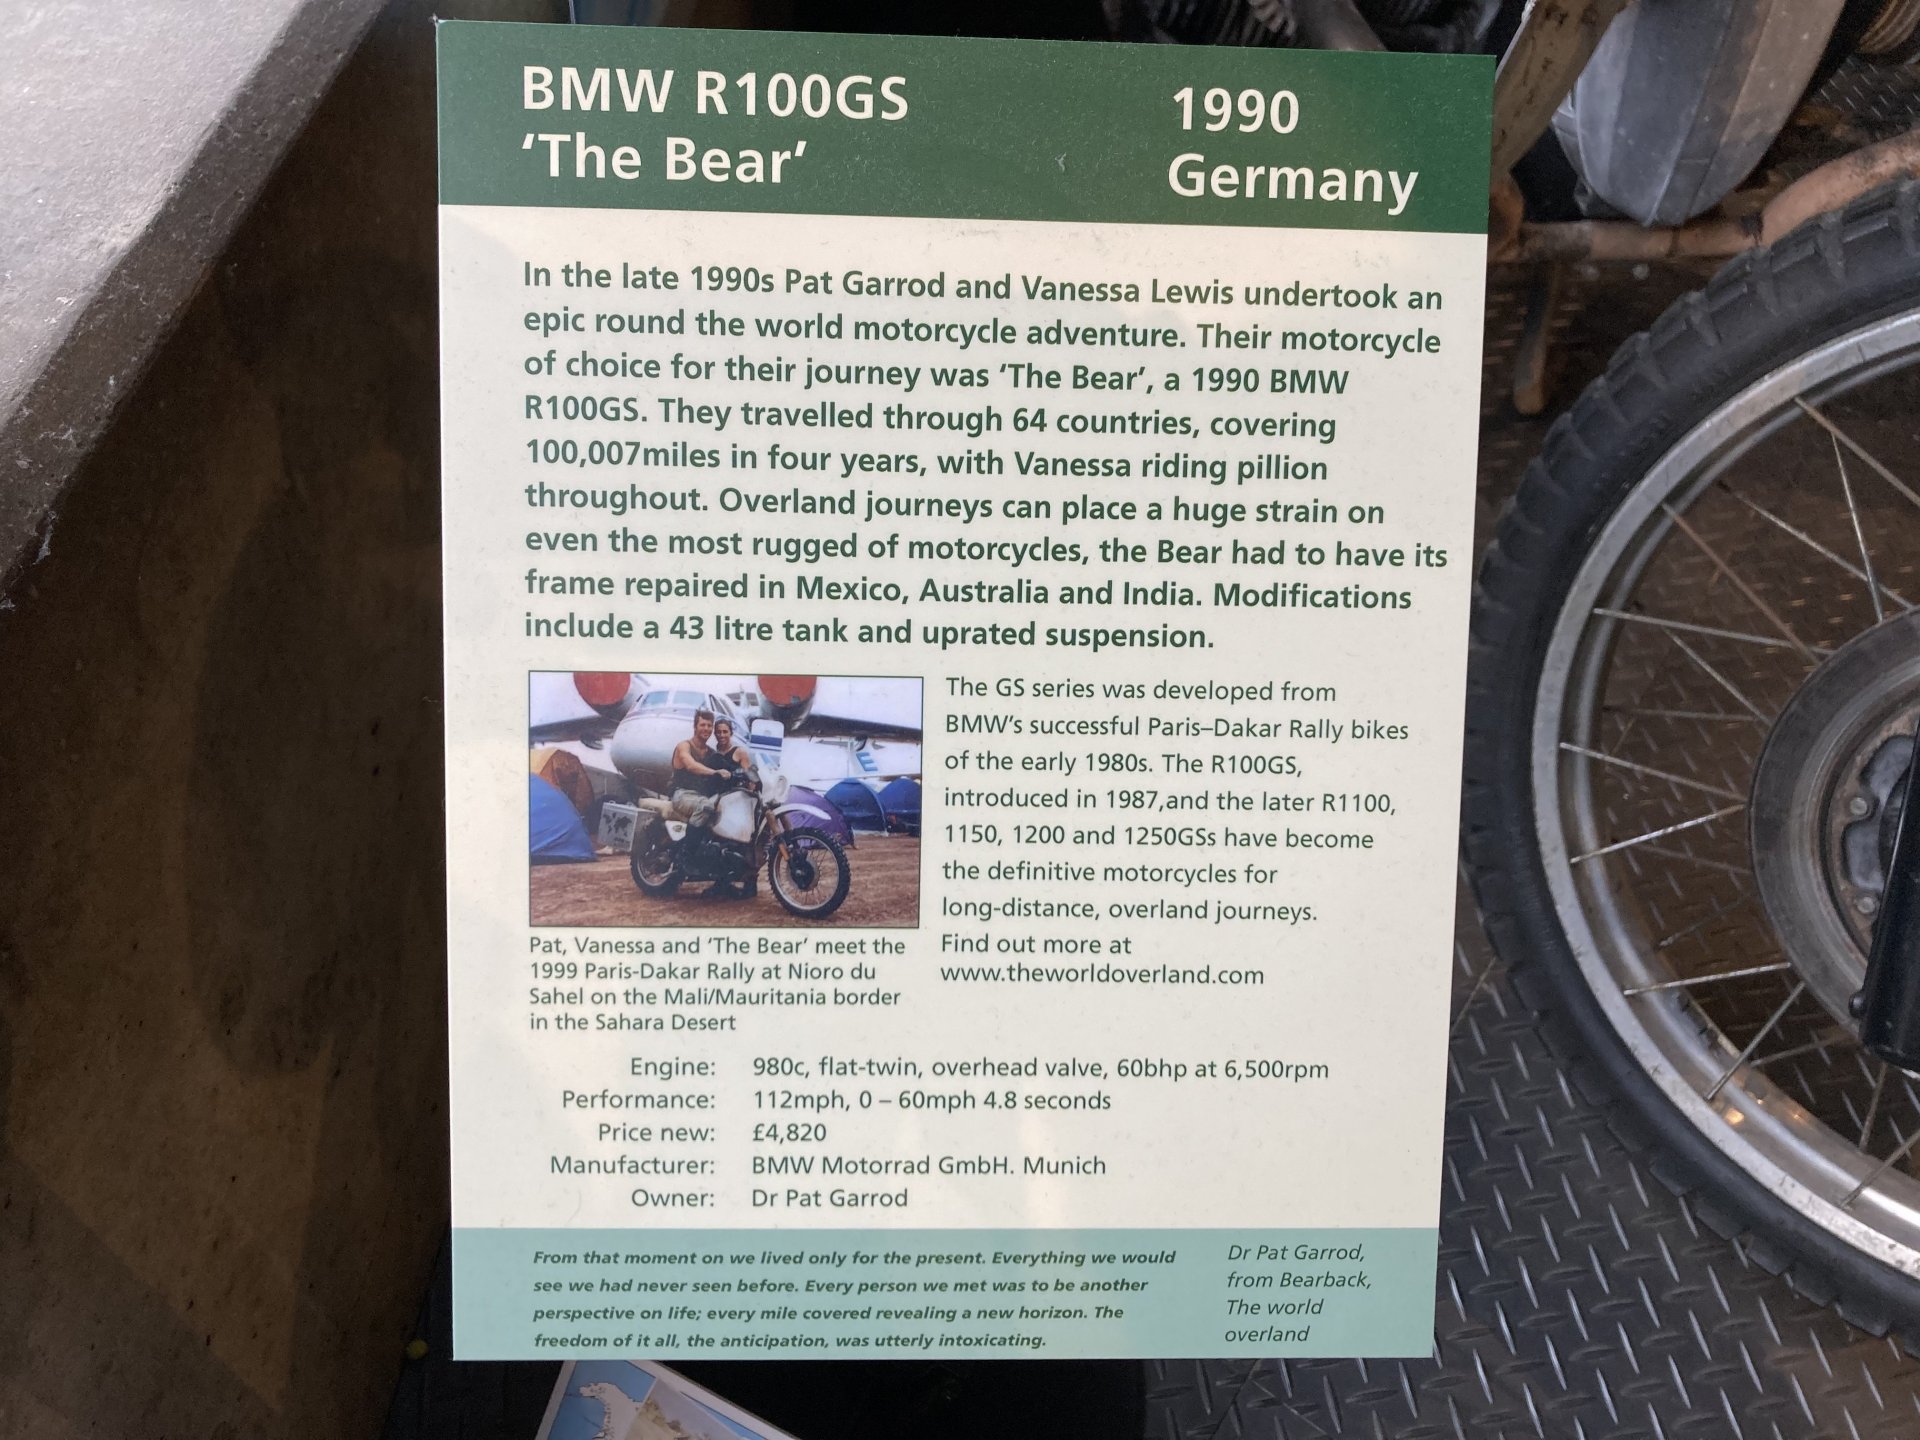 BMW R100GS
'The Bear'
1990
Germany
In the late 1990s Pat Garrod and Vanessa Lewis undertook an
epic round the world motorcycle adventure. Their motorcycle
of choice for their journey was 'The Bear', a 1990 BMW
R100GS. They travelled through 64 countries, covering
100,007miles in four years, with Vanessa riding pillion
throughout. Overland journeys can place a huge strain on
even the most rugged of motorcycles, the Bear had to have its
frame repaired in Mexico, Australia and India. Modifications
include a 43 litre tank and uprated suspension.
Pat, Vanessa and 'The Bear' meet the
1999 Paris-Dakar Rally at Nioro du
Sahel on the Mali/Mauritania border
in the Sahara Desert
The GS series was developed from
BMW's successful Paris–Dakar Rally bikes
of the early 1980s. The R100GS,
introduced in 1987,and the later R1100,
1150, 1200 and 1250GSs have become
the definitive motorcycles for
long-distance, overland journeys.
Find out more at
www.theworldoverland.com
Engine: 980c, flat-twin, overhead valve, 60bhp at 6,500rpm
Performance: 112mph, 0 – 60mph 4.8 seconds
Price new: £4,820
Manufacturer: BMW Motorrad GmbH. Munich
Owner: Dr Pat Garrod
From that moment on we lived only for the present. Everything we would
see we had never seen before. Every person we met was to be another
perspective on life; every mile covered revealing a new horizon. The
freedom of it all, the anticipation, was utterly intoxicating.
Dr Pat Garrod,
from Bearback,
The world
overland